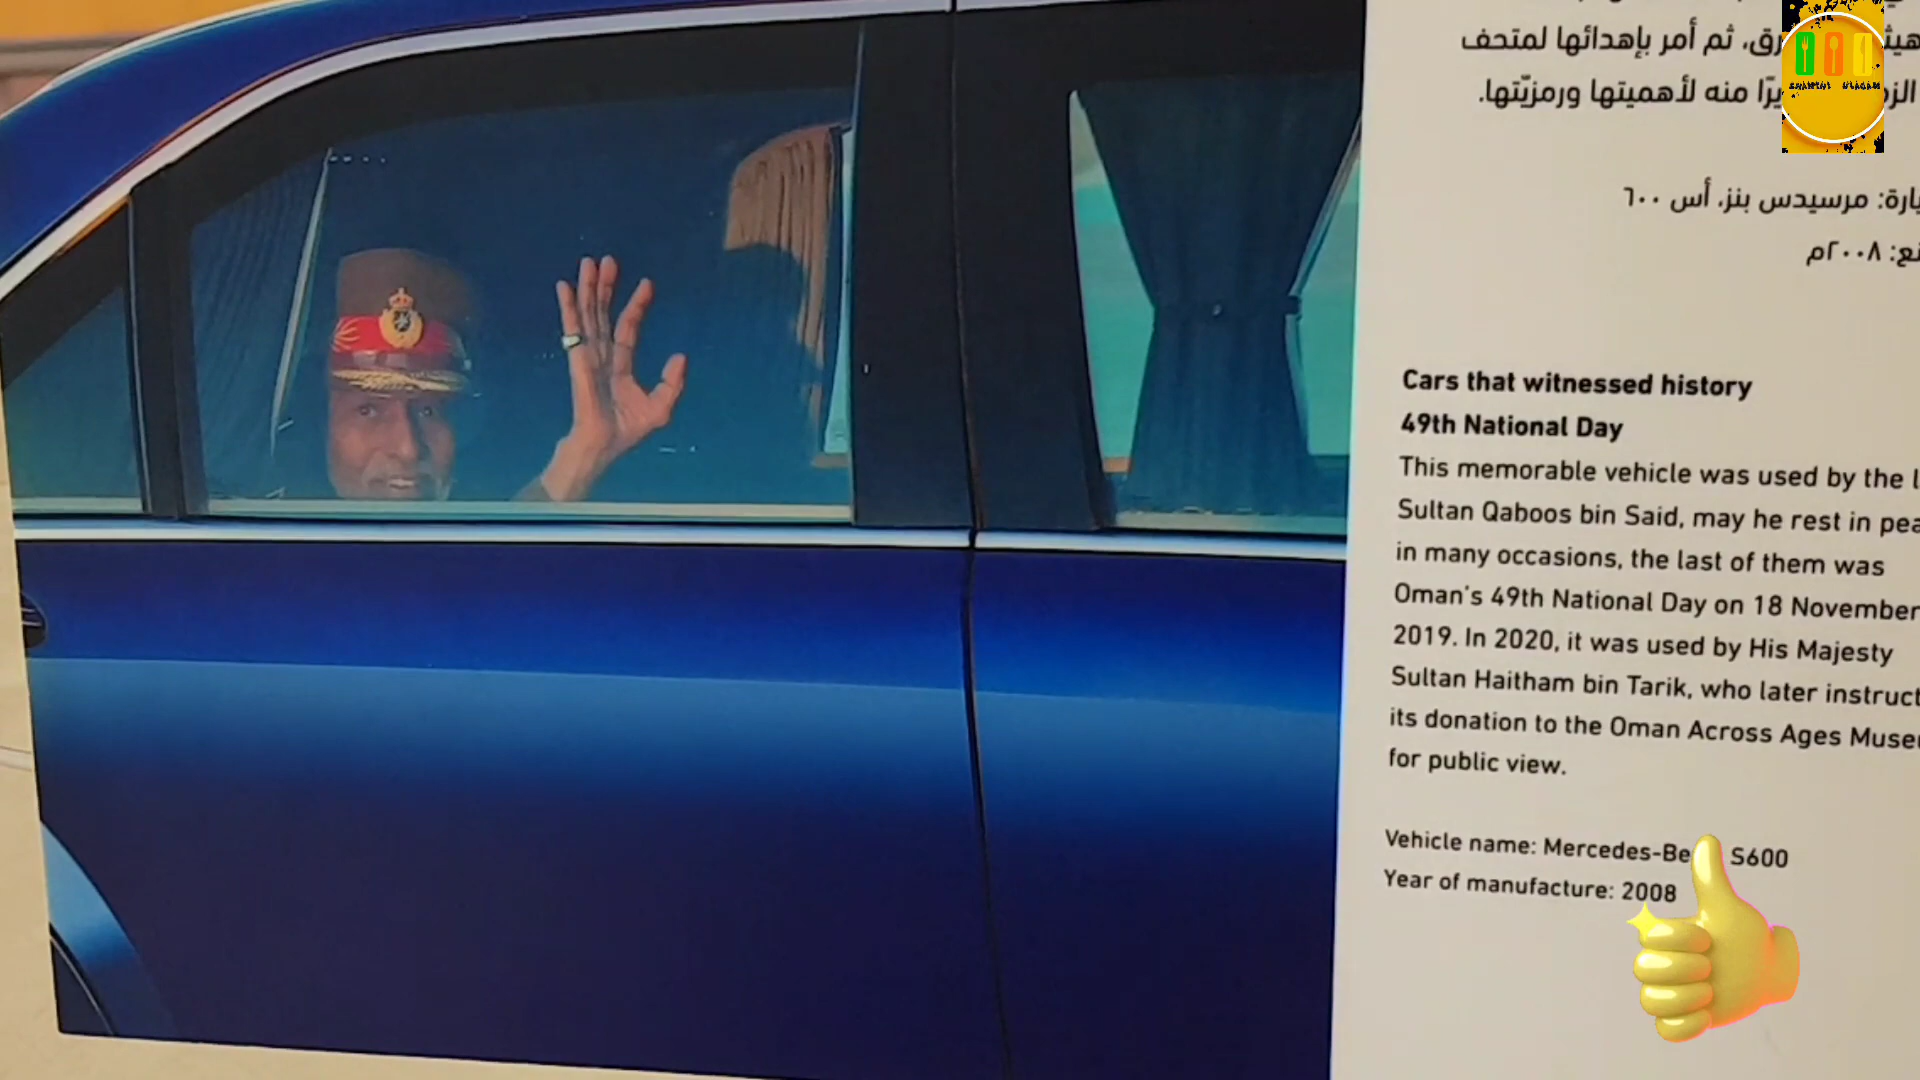 ثم أمر بإهدائها لمتحف
منه لأهميتها ورمزيّتها.
مرسيدس بنز، أس ٦٠٠
٢٠٠٨م
Cars that witnessed history
49th National Day
This memorable vehicle was used by the
Sultan Qaboos bin Said, may he rest in
in many occasions, the last of them was
Oman's 49th National Day on 18 November
2019. In 2020, it was used by His Majesty
Sultan Haitham bin Tarik, who later
its donation to the Oman Across Ages
for public view.
Vehicle name: S600
Year of manufacture: 2008